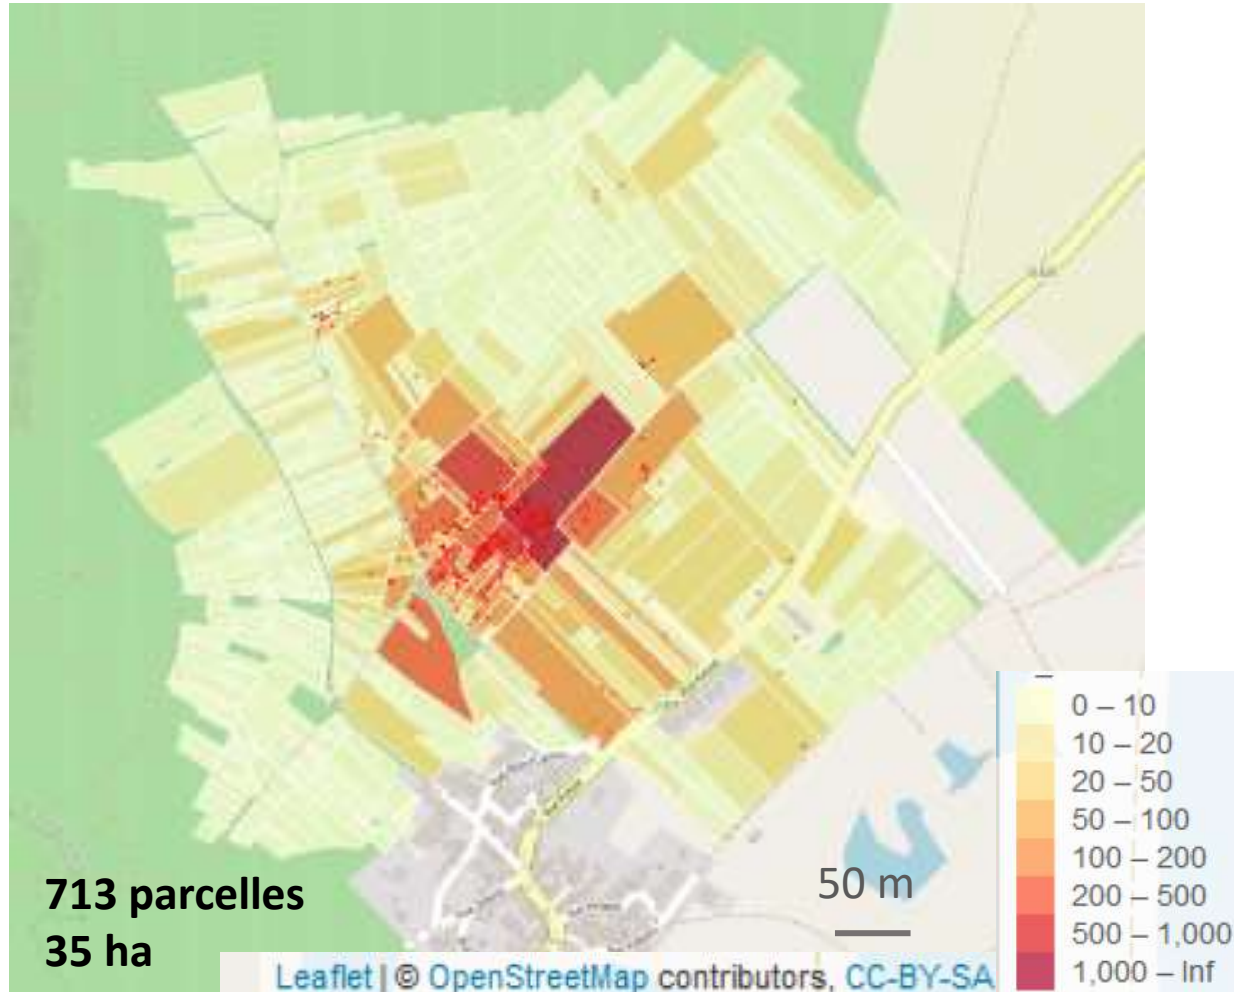 0 – 10
10 – 20
20 – 50
50 – 100
100 – 200
200 – 500
500 – 1,000
1,000 – Inf
713 parcelles
35 ha
50 m
Leaflet | © OpenStreetMap contributors, CC-BY-SA